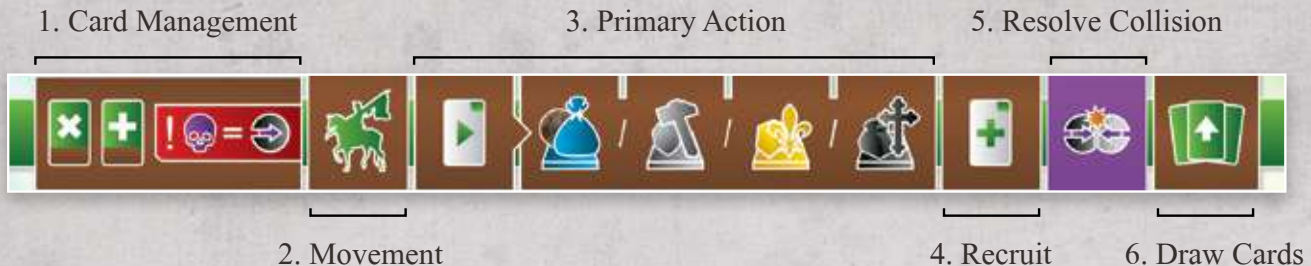 1. Card Management
3. Primary Action
5. Resolve Collision
2. Movement
4. Recruit
6. Draw Cards